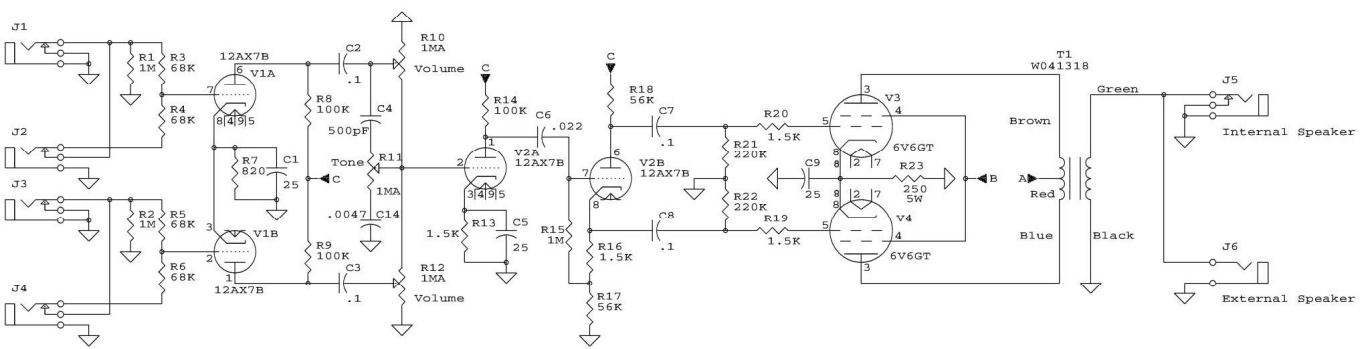 J1
R1
1M
R3
68K
R4
68K
J2
12AX7B
6
V1A
7
8 4 9 5
R7
820
C1
25
R8
100K
C2
.1
R10
1MA
Volume
C4
500pF
Tone
R11
1MA
.0047
C14
C
J3
R2
1M
R5
68K
R6
68K
J4
3
V1B
2
1
12AX7B
R9
100K
C3
.1
R12
1MA
Volume
C
R14
100K
1
V2A
12AX7B
2
3 4 9 5
R13
1.5K
C5
25
C6
.022
C
R18
56K
6
V2B
12AX7B
7
8
R15
1M
R16
1.5K
R17
56K
C7
.1
C8
.1
R21
220K
R22
220K
R20
1.5K
R19
1.5K
3
V3
4
5
6V6GT
8
8 2 7
C9
25
R23
250
5W
8 2 7
8
V4
5
4
6V6GT
3
B
A
T1
W041318
Brown
Red
Blue
Green
Black
J5
Internal Speaker
J6
External Speaker